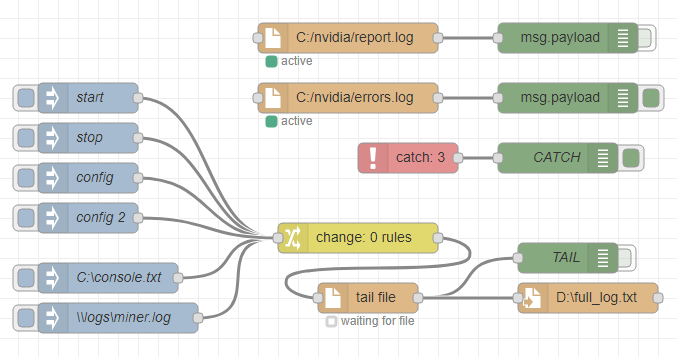 C:/nvidia/report.log
msg.payload
active
C:/nvidia/errors.log
msg.payload
active
start
stop
config
config 2
C:\console.txt
\\logs\miner.log
catch: 3
CATCH
change: 0 rules
tail file
waiting for file
TAIL
D:\full_log.txt